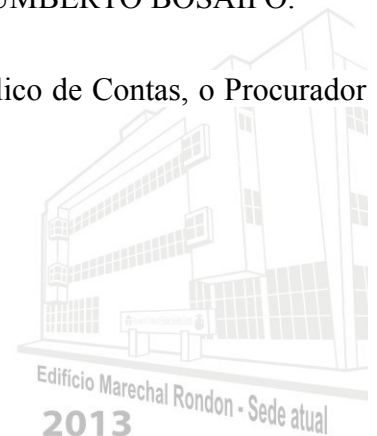 UMBERTO BOSAIPO.
lico de Contas, o Procurador
Edifício Marechal Rondon - Sede atual
2013